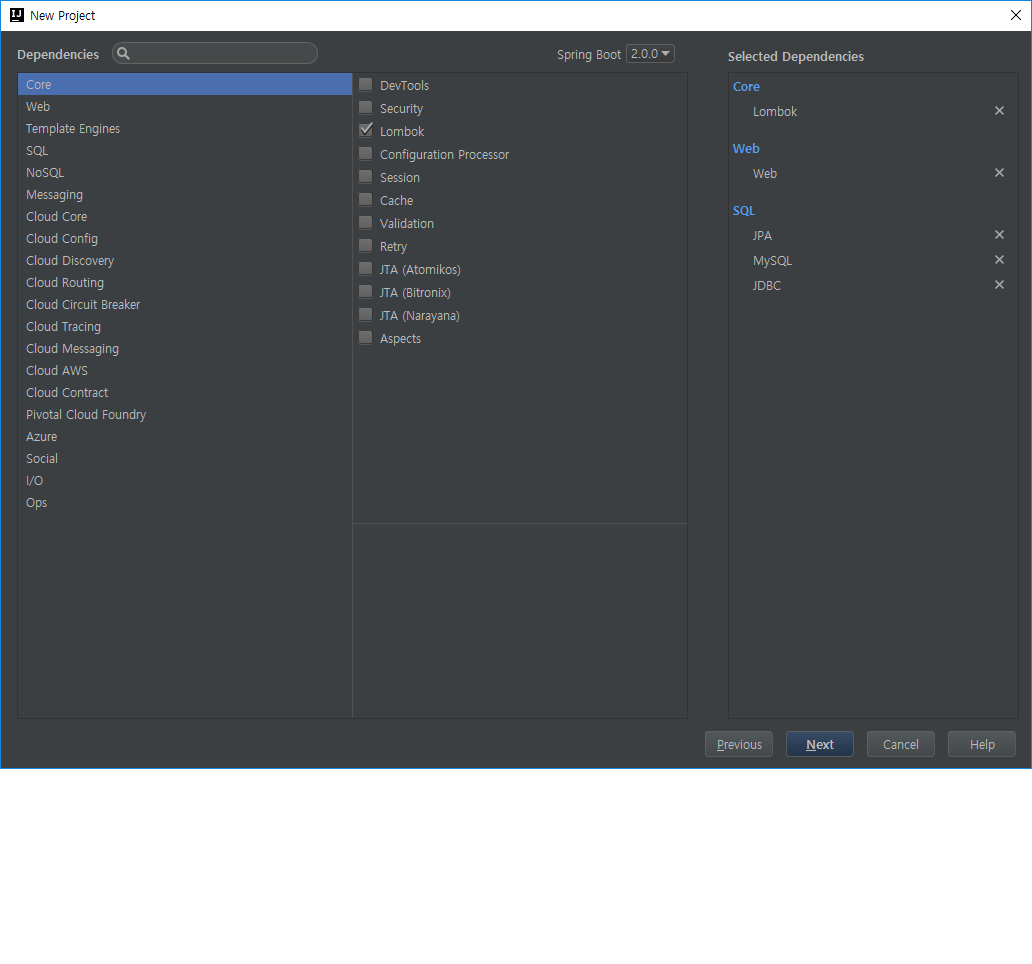 New Project
Dependencies
Spring Boot 2.0.0
Core
Web
Template Engines
SQL
NoSQL
Messaging
Cloud Core
Cloud Config
Cloud Discovery
Cloud Routing
Cloud Circuit Breaker
Cloud Tracing
Cloud Messaging
Cloud AWS
Cloud Contract
Pivotal Cloud Foundry
Azure
Social
I/O
Ops
DevTools
Security
Lombok
Configuration Processor
Session
Cache
Validation
Retry
JTA (Atomikos)
JTA (Bitronix)
JTA (Narayana)
Aspects
Selected Dependencies
Core
Lombok
Web
Web
SQL
JPA
MySQL
JDBC
Previous
Next
Cancel
Help